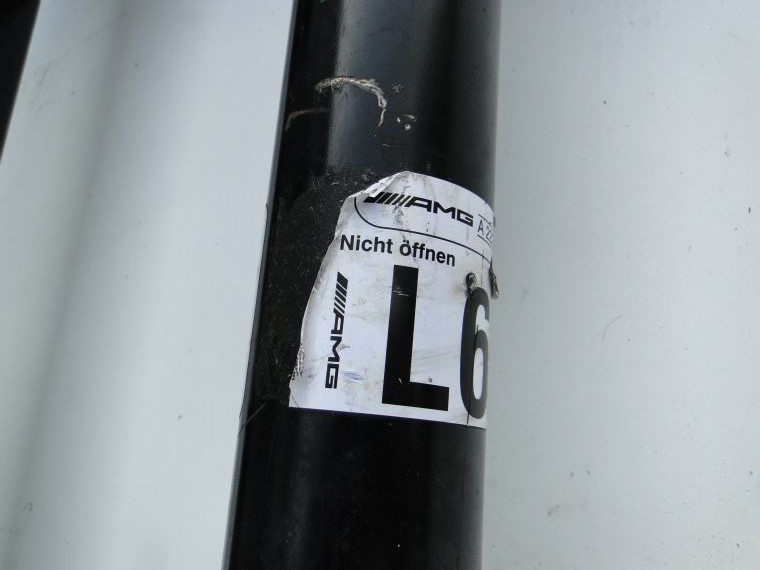 AMG
Nicht öffnen
AMG
L6